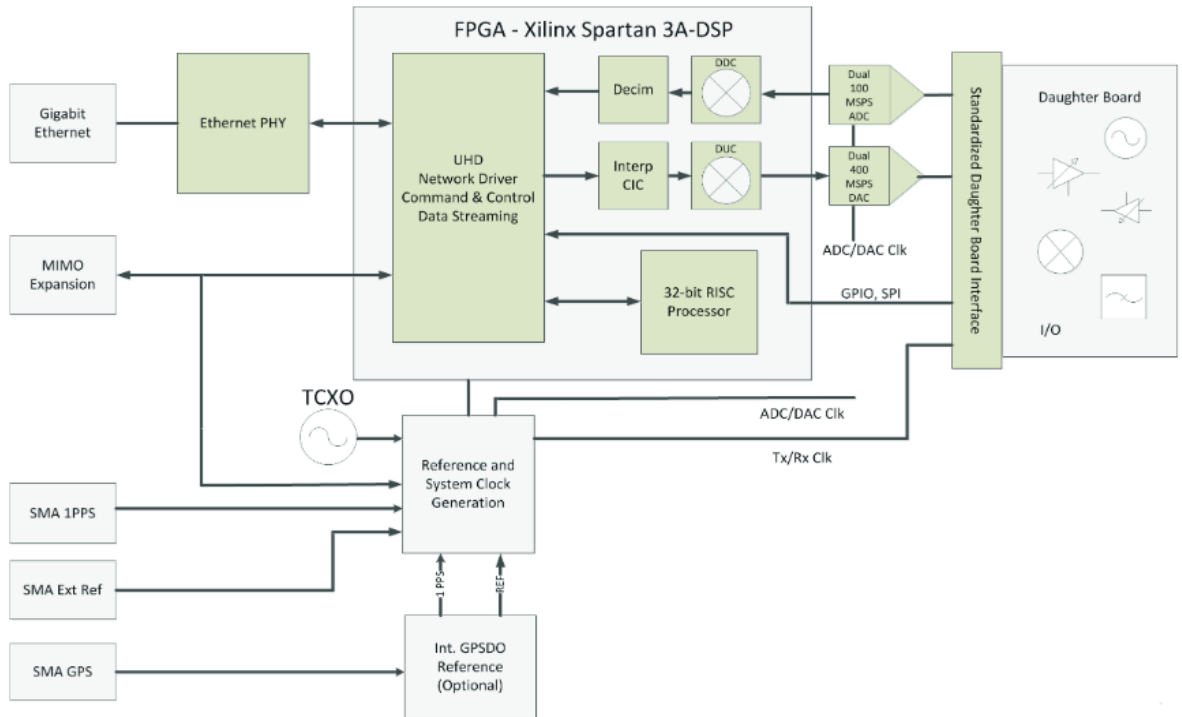 FPGA - Xilinx Spartan 3A-DSP
Gigabit
Ethernet
Ethernet PHY
UHD
Network Driver
Command & Control
Data Streaming
Decim
DDC
Dual
100
MSPS
ADC
Interp
CIC
DUC
Dual
400
MSPS
DAC
ADC/DAC Clk
Standardized Daughter Board Interface
Daughter Board
I/O
MIMO
Expansion
32-bit RISC
Processor
GPIO, SPI
TCXO
ADC/DAC Clk
Tx/Rx Clk
Reference and
System Clock
Generation
SMA 1PPS
SMA Ext Ref
1 PPS
REF
SMA GPS
Int. GPSDO
Reference
(Optional)